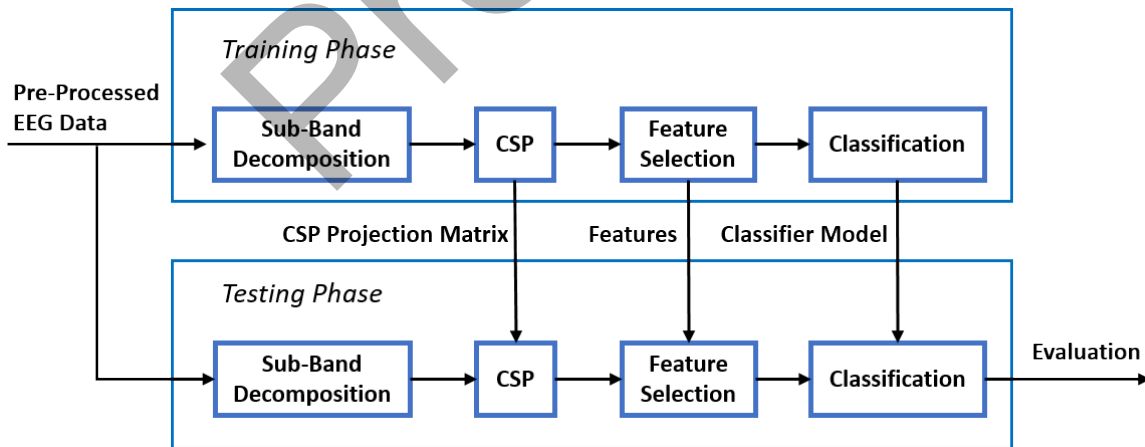 Training Phase
Pre-Processed
EEG Data
Sub-Band
Decomposition
CSP
Feature
Selection
Classification
CSP Projection Matrix
Features
Classifier Model
Testing Phase
Sub-Band
Decomposition
CSP
Feature
Selection
Classification
Evaluation